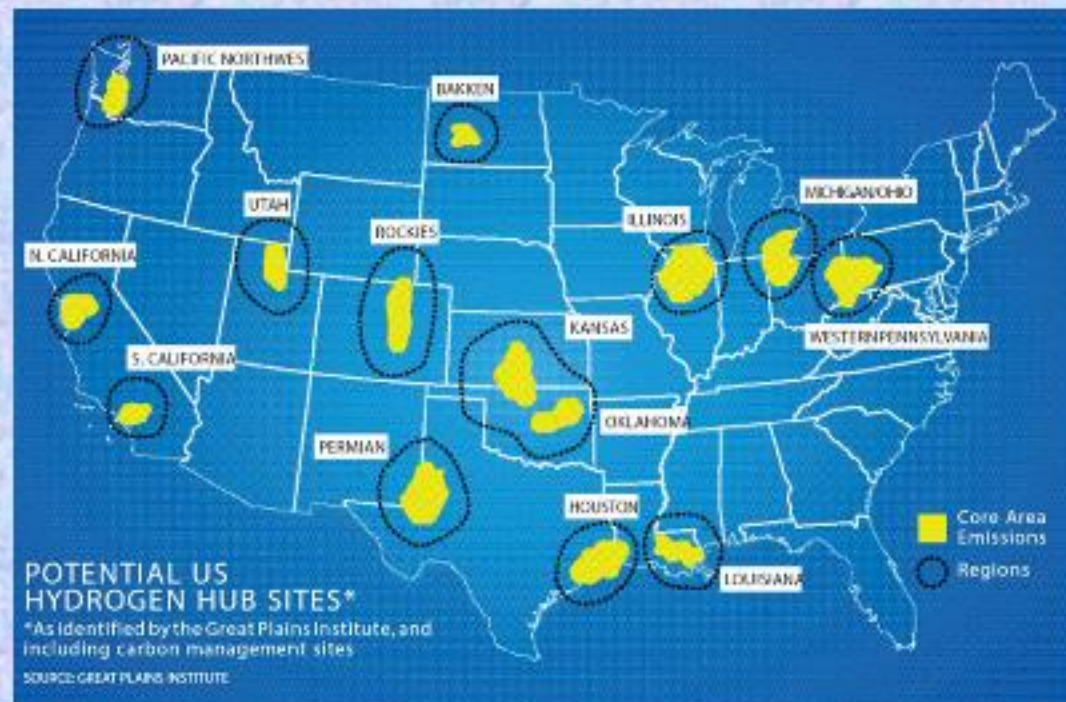 PACIFIC NORTHWES
BAKKEN
UTAH
MICHIGAN/OHIO
ILLINOIS
ROCKIES
N. CALIFORNIA
KANSAS
WESTERNPENNSYLVANIA
S. CALIFORNIA
OKLAHOMA
PERMIAN
HOUSTON
LOUISIANA
Core Area
Emissions
Regions
POTENTIAL US
HYDROGEN HUB SITES*
*As identified by the Great Plains Institute, and
including carbon management sites
SOURCE: GREAT PLAINS INSTITUTE